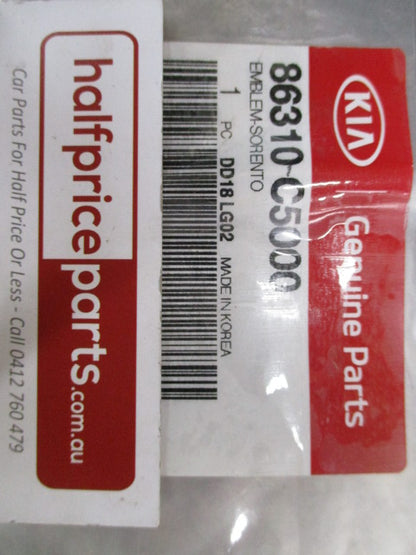 KIA
Genuine Parts
86310-C5000
EMBLEM-SORENTO
1 PC DD18 LG02 MADE IN KOREA
halfpriceparts.com.au
Car Parts For Half Price Or Less - Call 0412 760 479